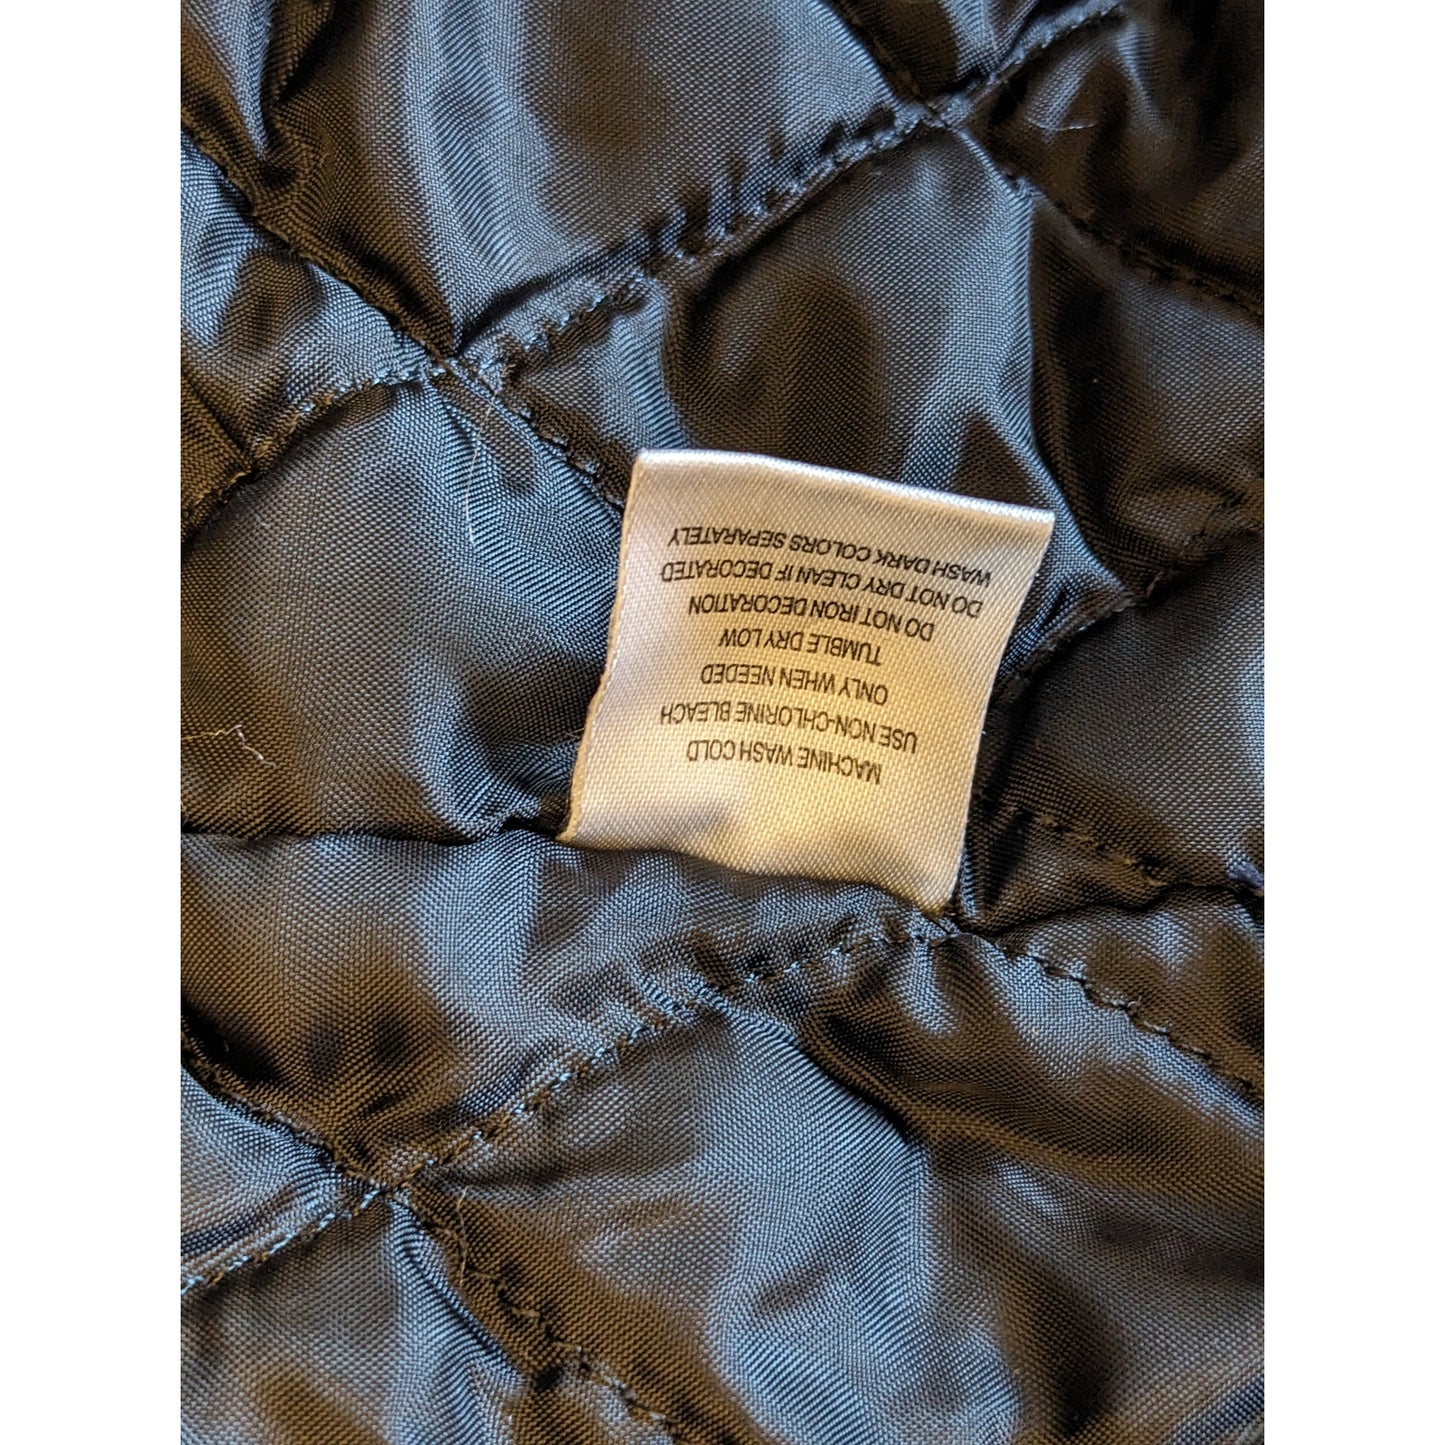 MACHINE WASH COLD
USE NON-CHLORINE BLEACH
ONLY WHEN NEEDED
TUMBLE DRY LOW
DO NOT IRON DECORATION
DO NOT DRY CLEAN IF DECORATED
WASH DARK COLORS SEPARATELY